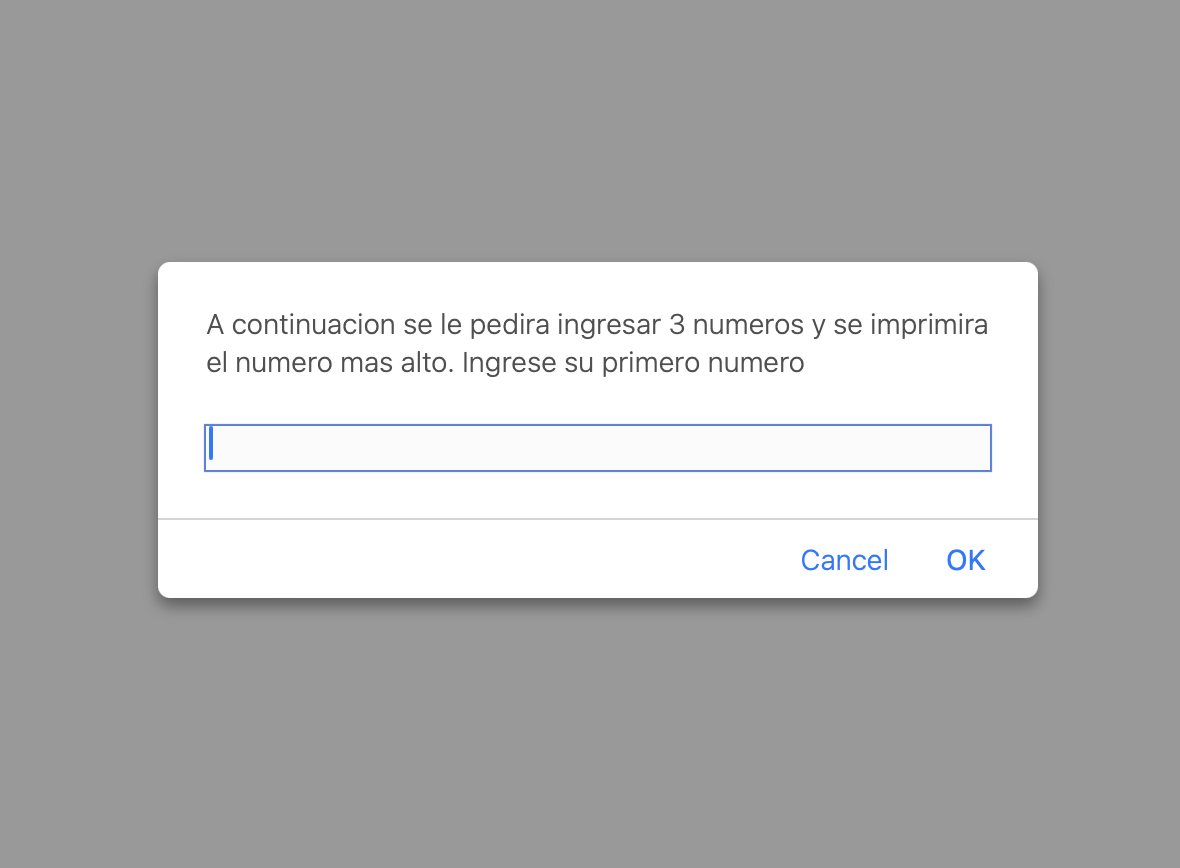 A continuacion se le pedira ingresar 3 numeros y se imprimira
el numero mas alto. Ingrese su primero numero
Cancel OK